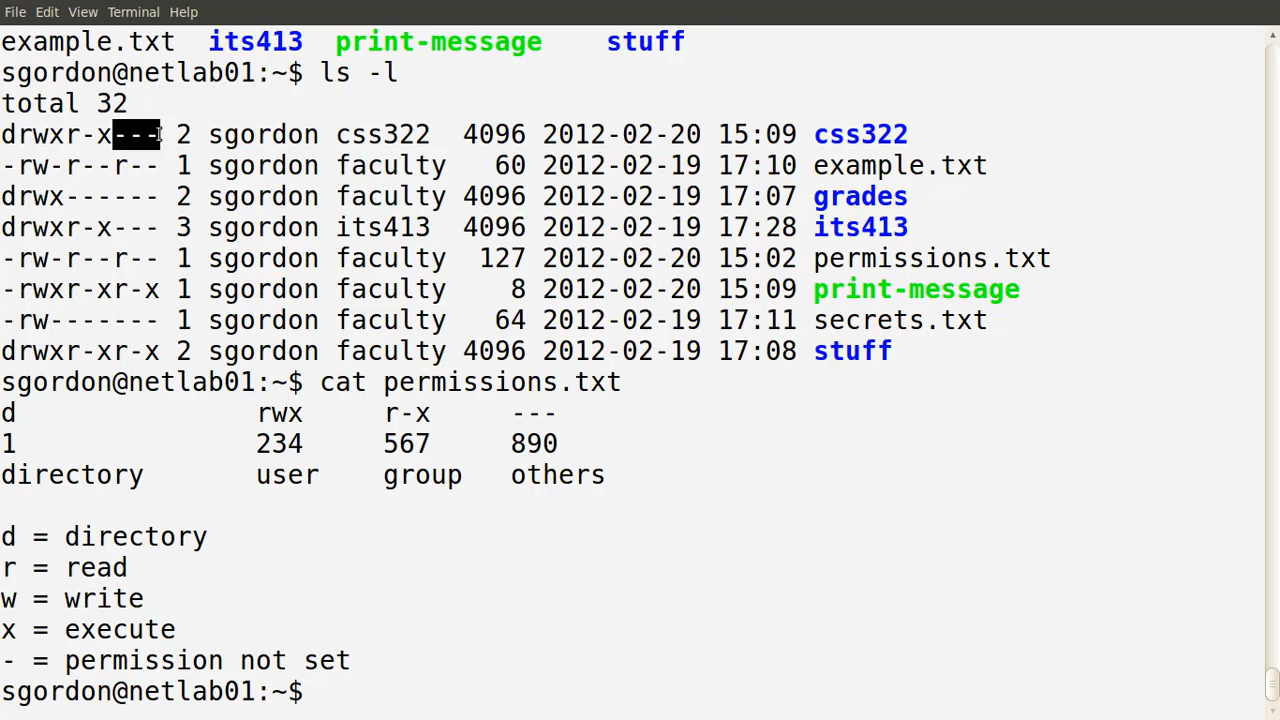 File Edit View Terminal Help
example.txt its413 print-message stuff
sgordon@netlab01:~$ ls -l
total 32
drwxr-x--- 2 sgordon css322 4096 2012-02-20 15:09 css322
-rw-r--r-- 1 sgordon faculty 60 2012-02-19 17:10 example.txt
drwx------ 2 sgordon faculty 4096 2012-02-19 17:07 grades
drwxr-x--- 3 sgordon its413 4096 2012-02-19 17:28 its413
-rw-r--r-- 1 sgordon faculty 127 2012-02-20 15:02 permissions.txt
-rwxr-xr-x 1 sgordon faculty 8 2012-02-20 15:09 print-message
-rw------- 1 sgordon faculty 64 2012-02-19 17:11 secrets.txt
drwxr-xr-x 2 sgordon faculty 4096 2012-02-19 17:08 stuff
sgordon@netlab01:~$ cat permissions.txt
d rwx r-x ---
1 234 567 890
directory user group others
d = directory
r = read
w = write
x = execute
- = permission not set
sgordon@netlab01:~$